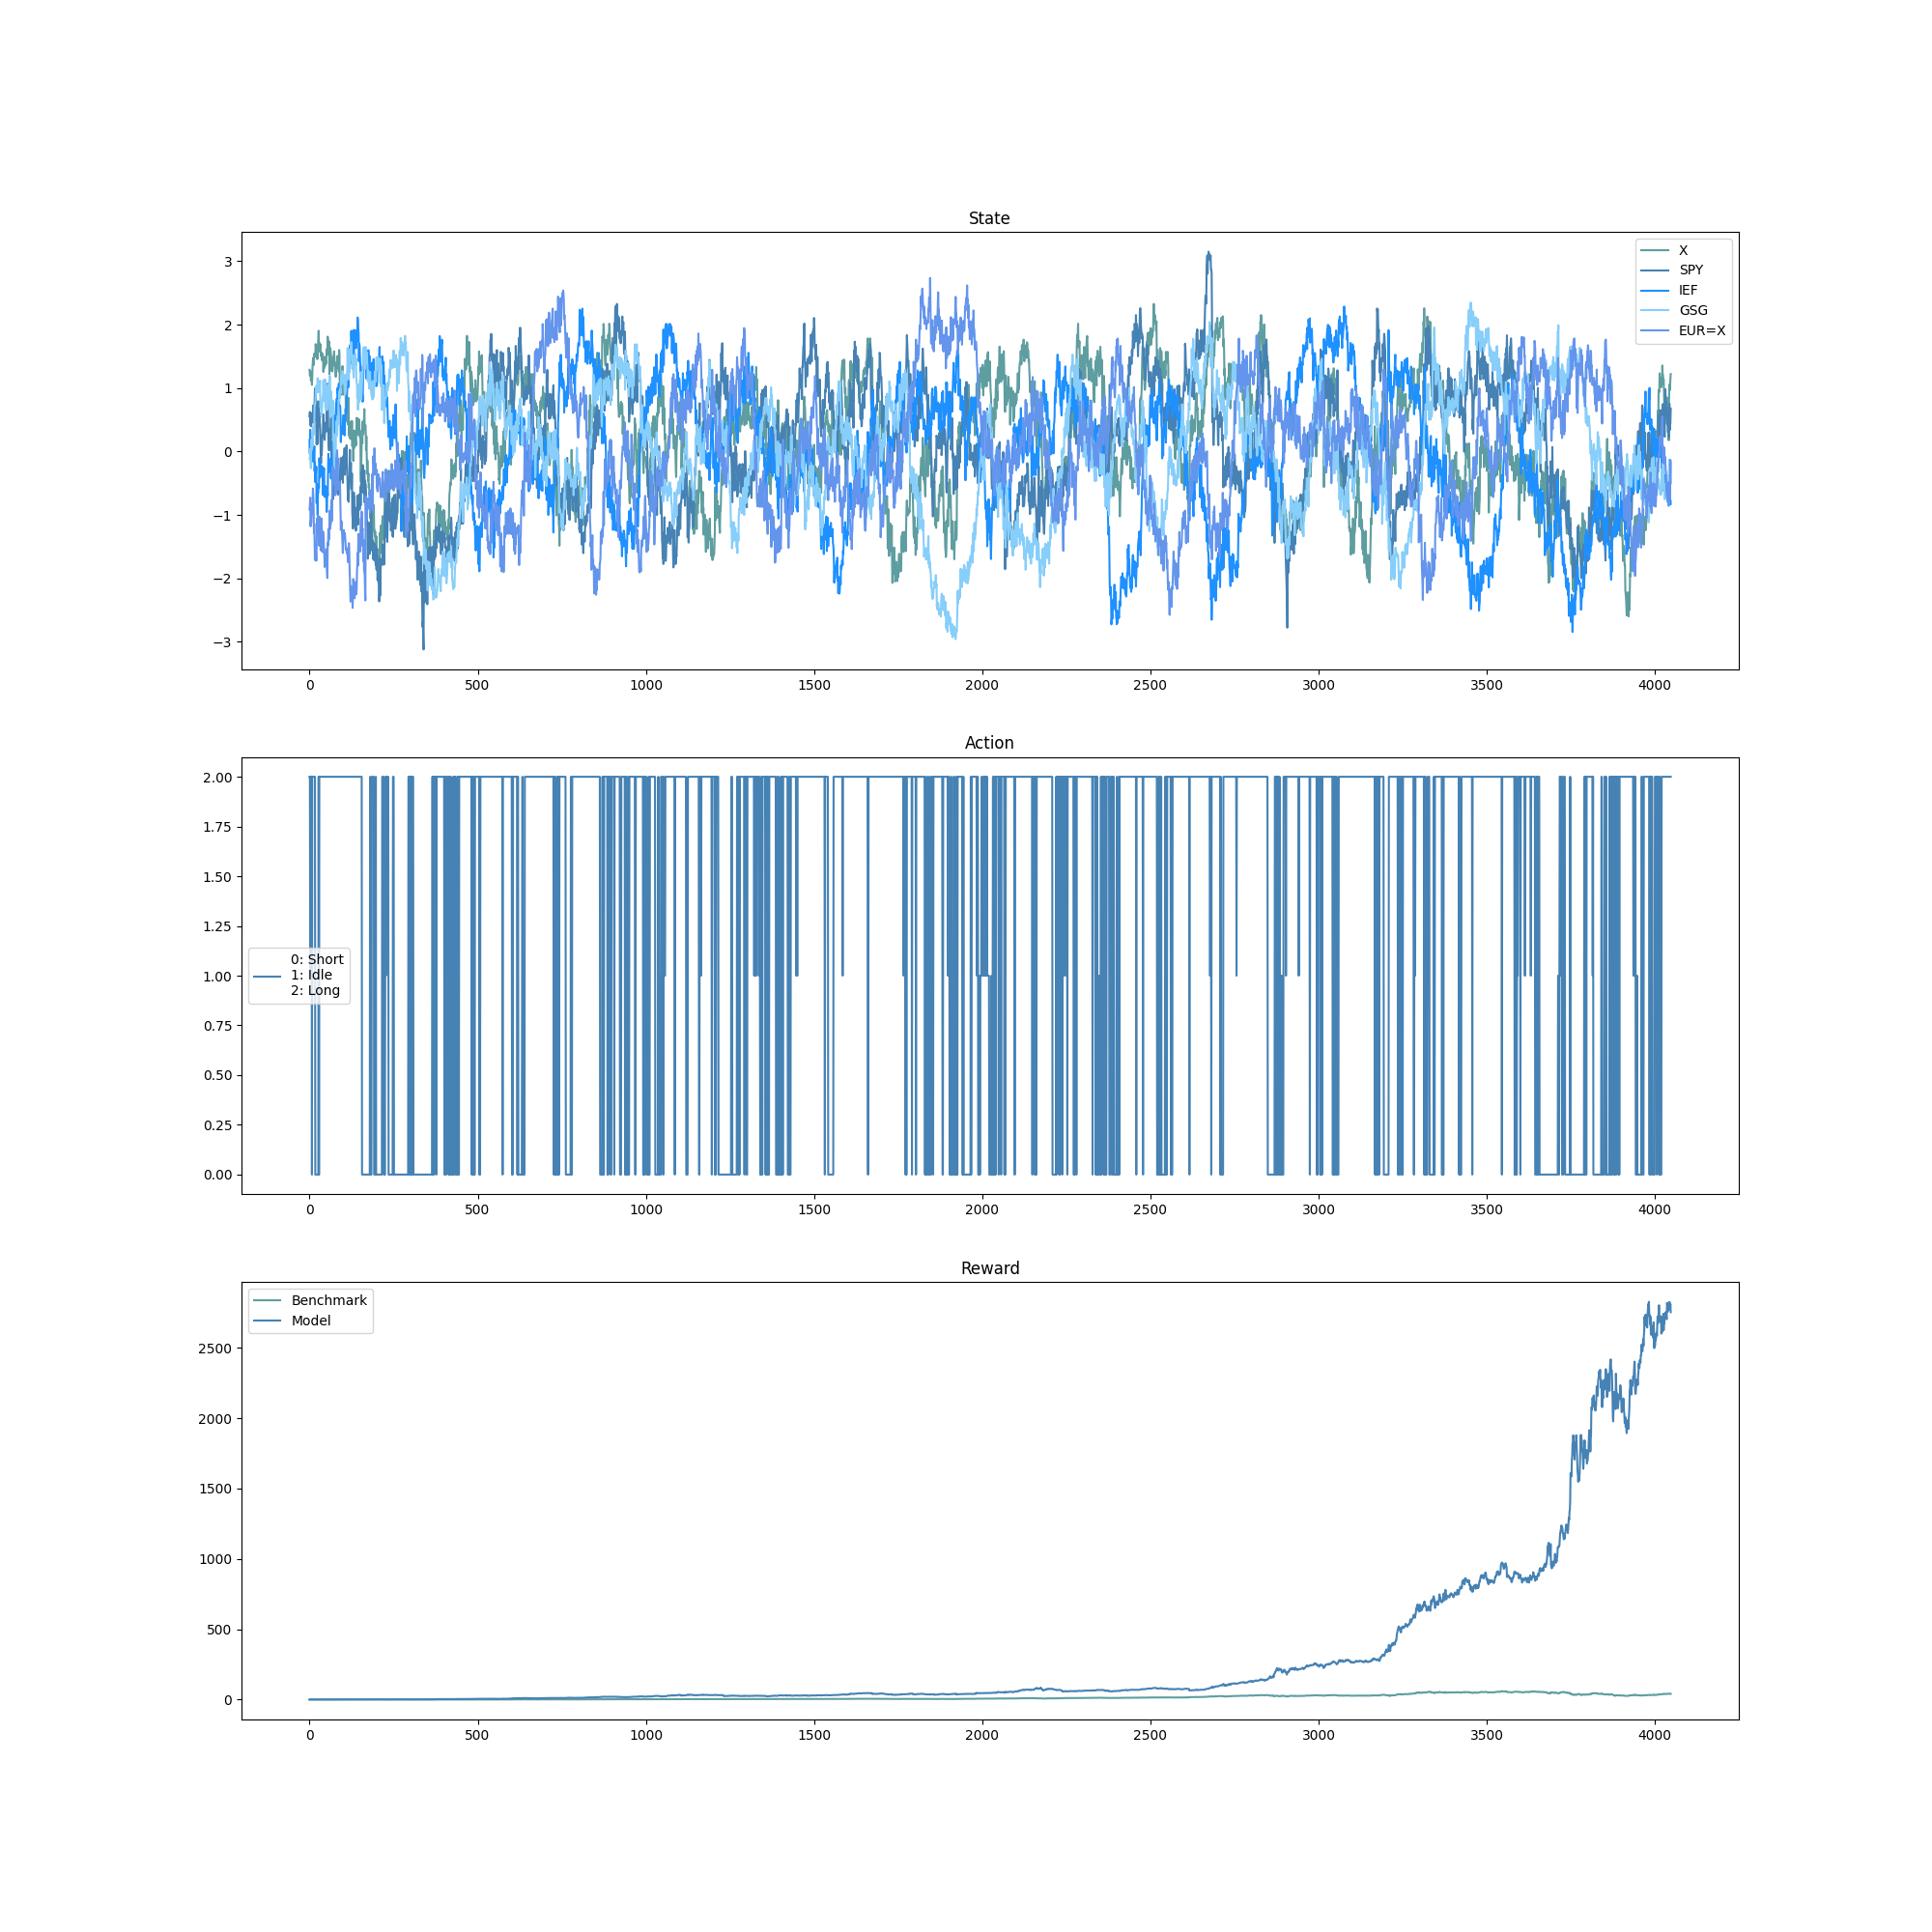 State
3
2
1
0
−1
−2
−3
X
SPY
IEF
GSG
EUR=X
0 500 1000 1500 2000 2500 3000 3500 4000
Action
2.00
1.75
1.50
1.25
1.00
0.75
0.50
0.25
0.00
0: Short
1: Idle
2: Long
0 500 1000 1500 2000 2500 3000 3500 4000
Reward
Benchmark
Model
2500
2000
1500
1000
500
0
0 500 1000 1500 2000 2500 3000 3500 4000